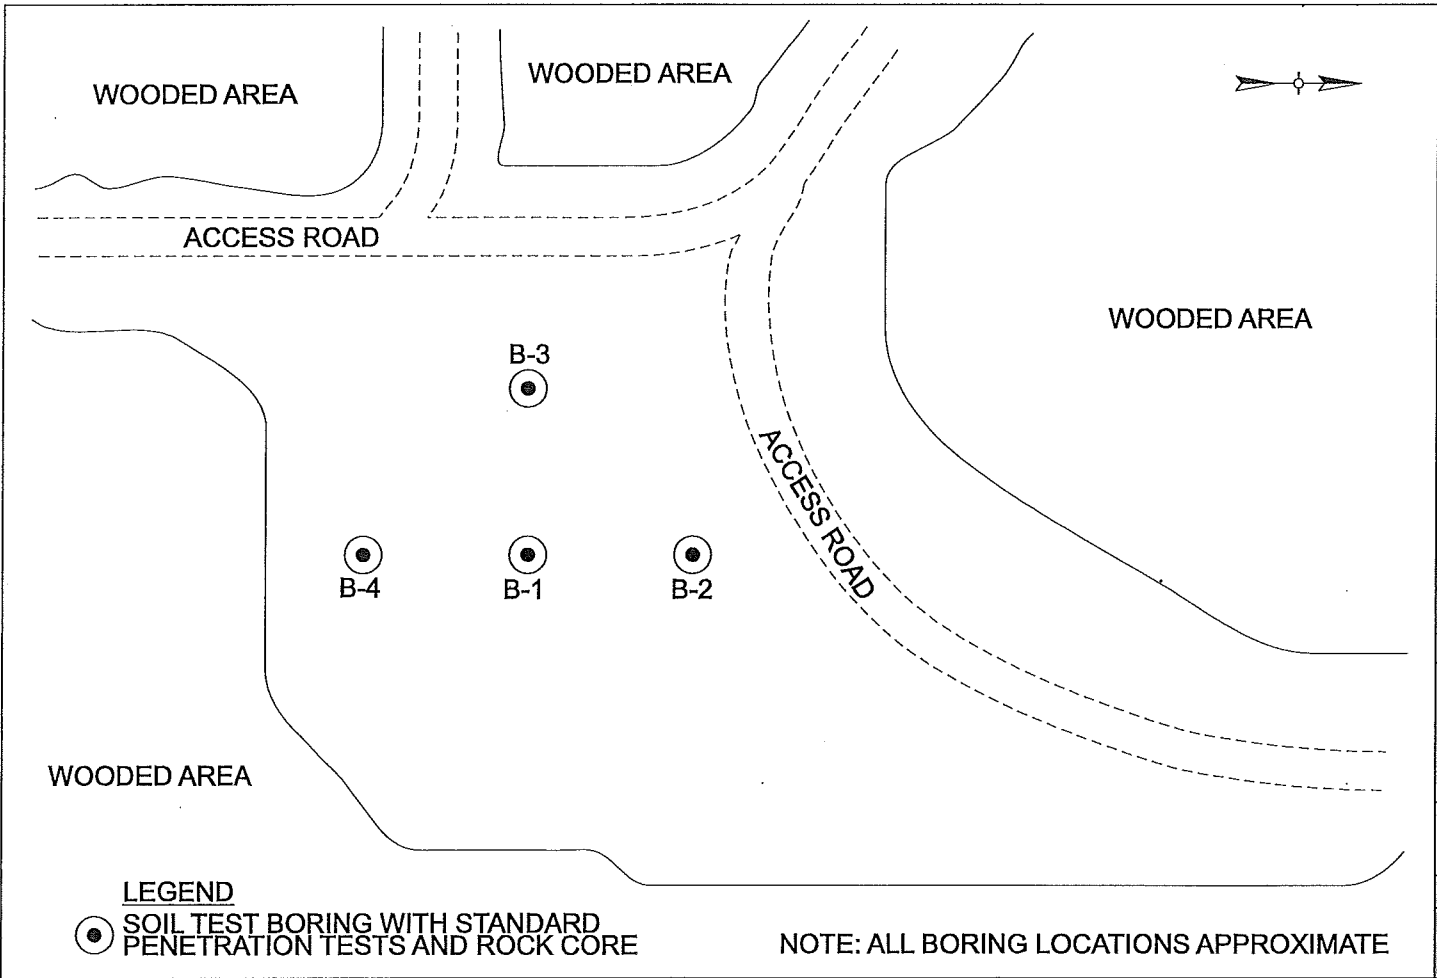 WOODED AREA
WOODED AREA
ACCESS ROAD
WOODED AREA
B-3
ACCESS ROAD
B-4
B-1
B-2
WOODED AREA
LEGEND
SOIL TEST BORING WITH STANDARD
PENETRATION TESTS AND ROCK CORE
NOTE: ALL BORING LOCATIONS APPROXIMATE